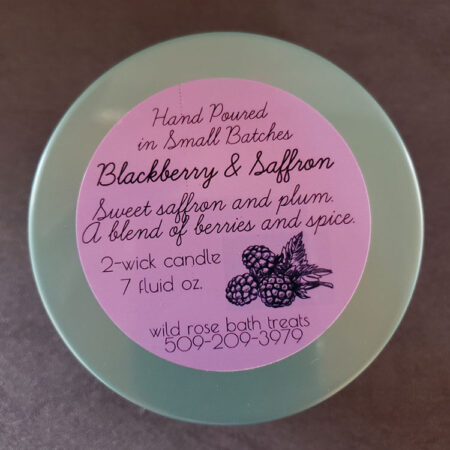 Hand Poured
in Small Batches
Blackberry & Saffron
Sweet saffron and plum.
A blend of berries and spice.
2-wick candle
7 fluid oz.
wild rose bath treats
509-209-3979